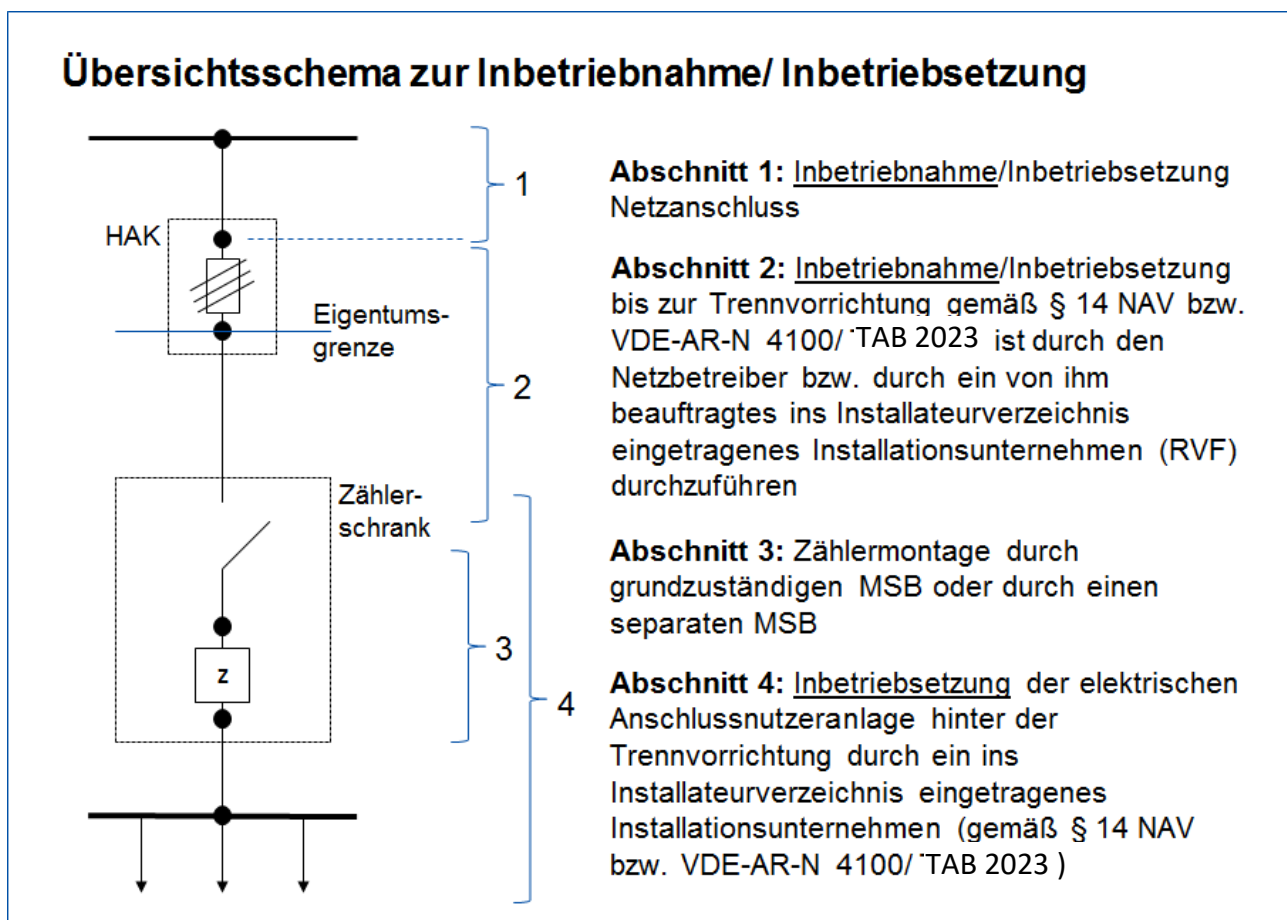 Übersichtsschema zur Inbetriebnahme/ Inbetriebsetzung
1
HAK
Eigentums-
grenze
2
Zähler-
schrank
3
z
4
Abschnitt 1: Inbetriebnahme/Inbetriebsetzung
Netzanschluss
Abschnitt 2: Inbetriebnahme/Inbetriebsetzung
bis zur Trennvorrichtung gemäß § 14 NAV bzw.
VDE-AR-N 4100/ TAB 2023 ist durch den
Netzbetreiber bzw. durch ein von ihm
beauftragtes ins Installateurverzeichnis
eingetragenes Installationsunternehmen (RVF)
durchzuführen
Abschnitt 3: Zählermontage durch
grundzuständigen MSB oder durch einen
separaten MSB
Abschnitt 4: Inbetriebsetzung der elektrischen
Anschlussnutzeranlage hinter der
Trennvorrichtung durch ein ins
Installateurverzeichnis eingetragenes
Installationsunternehmen (gemäß § 14 NAV
bzw. VDE-AR-N 4100/ TAB 2023 )